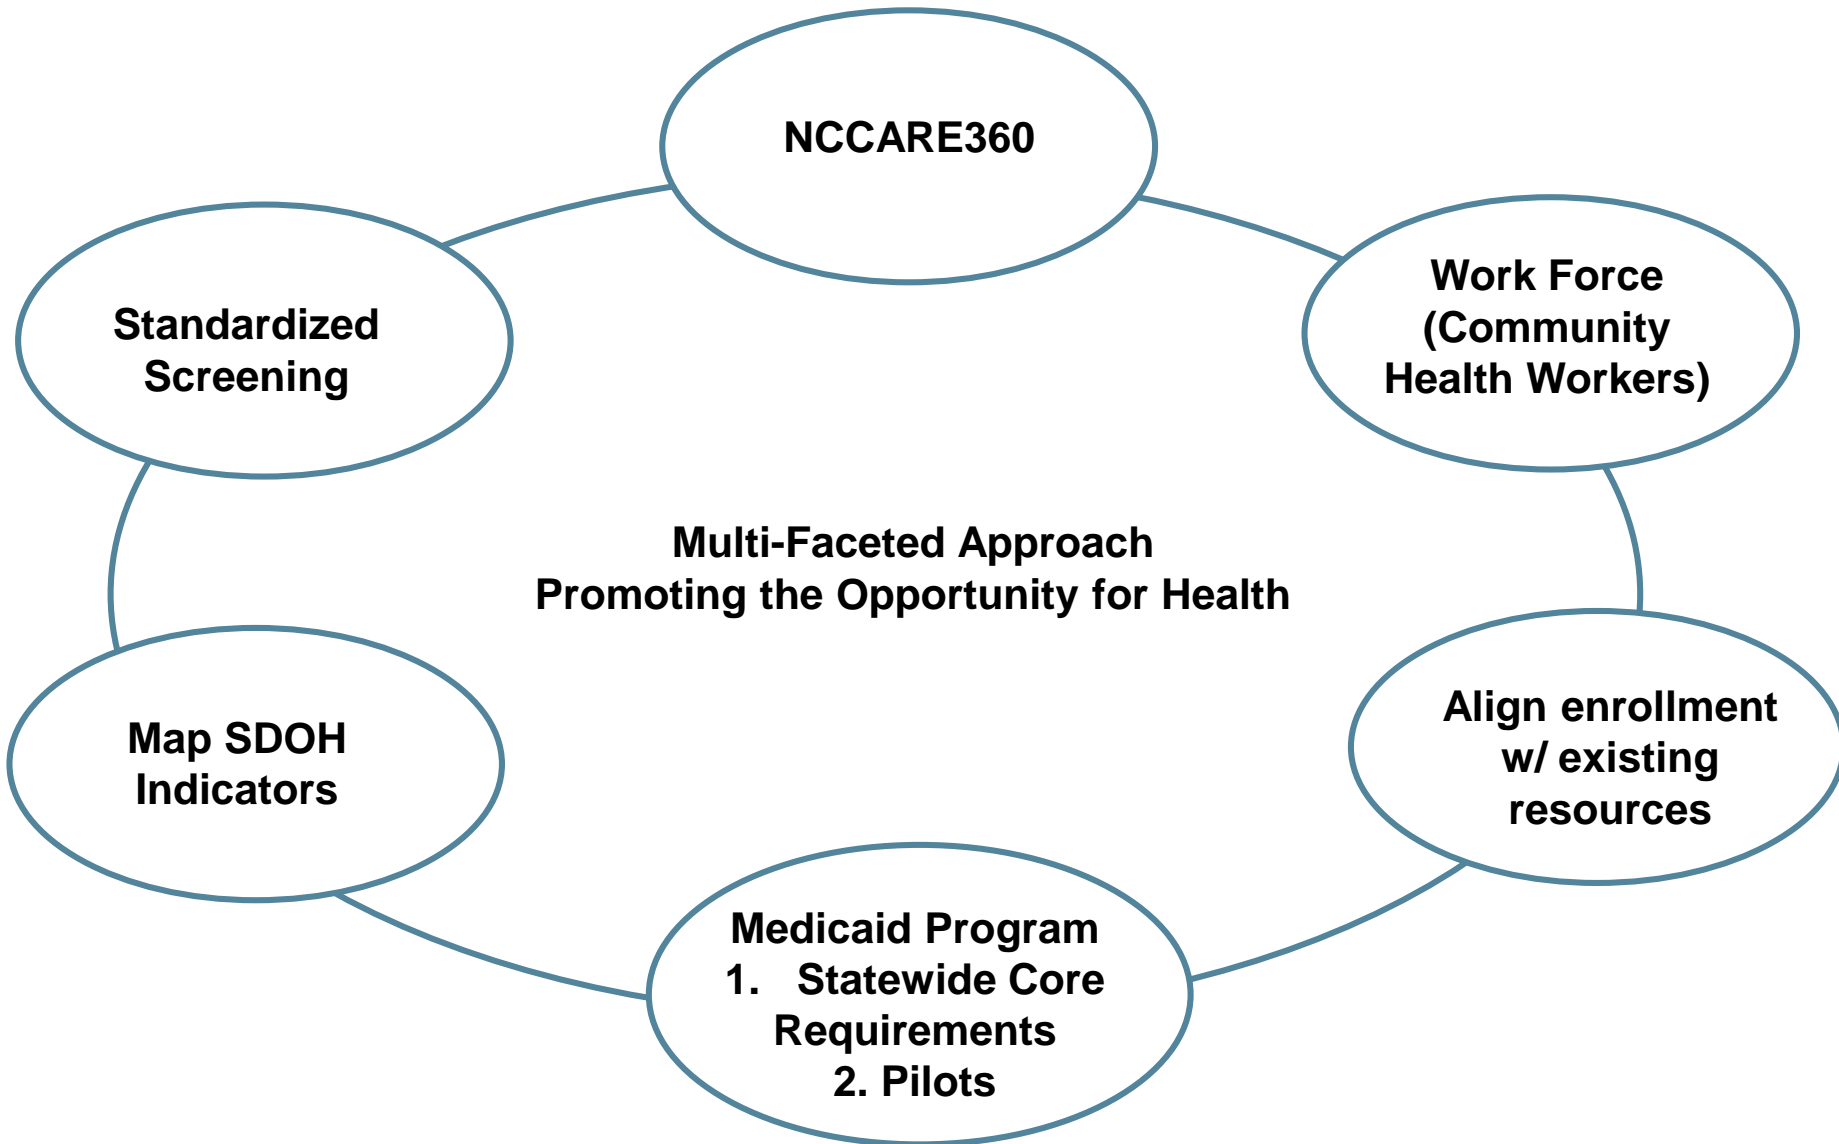 NCCARE360
Work Force
(Community
Health Workers)
Standardized
Screening
Multi-Faceted Approach
Promoting the Opportunity for Health
Align enrollment
w/ existing
resources
Map SDOH
Indicators
Medicaid Program
1. Statewide Core
Requirements
2. Pilots